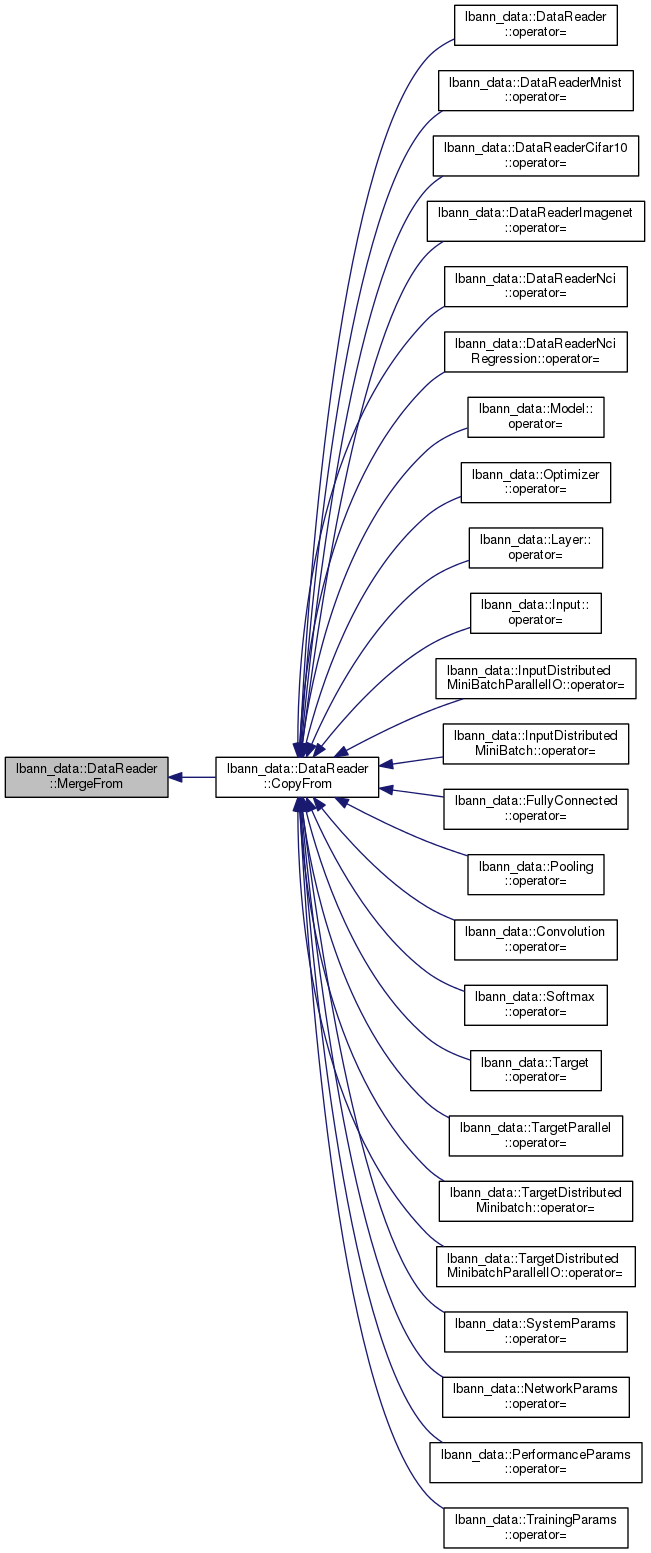 lbann_data::DataReader
::operator=
lbann_data::DataReaderMnist
::operator=
lbann_data::DataReaderCifar10
::operator=
lbann_data::DataReaderImagenet
::operator=
lbann_data::DataReaderNci
::operator=
lbann_data::DataReaderNci
Regression::operator=
lbann_data::Model::
operator=
lbann_data::Optimizer
::operator=
lbann_data::Layer::
operator=
lbann_data::Input::
operator=
lbann_data::InputDistributed
MiniBatchParallelIO::operator=
lbann_data::InputDistributed
MiniBatch::operator=
lbann_data::DataReader
::MergeFrom
lbann_data::DataReader
::CopyFrom
lbann_data::FullyConnected
::operator=
lbann_data::Pooling
::operator=
lbann_data::Convolution
::operator=
lbann_data::Softmax
::operator=
lbann_data::Target
::operator=
lbann_data::TargetParallel
::operator=
lbann_data::TargetDistributed
Minibatch::operator=
lbann_data::TargetDistributed
MinibatchParallelIO::operator=
lbann_data::SystemParams
::operator=
lbann_data::NetworkParams
::operator=
lbann_data::PerformanceParams
::operator=
lbann_data::TrainingParams
::operator=